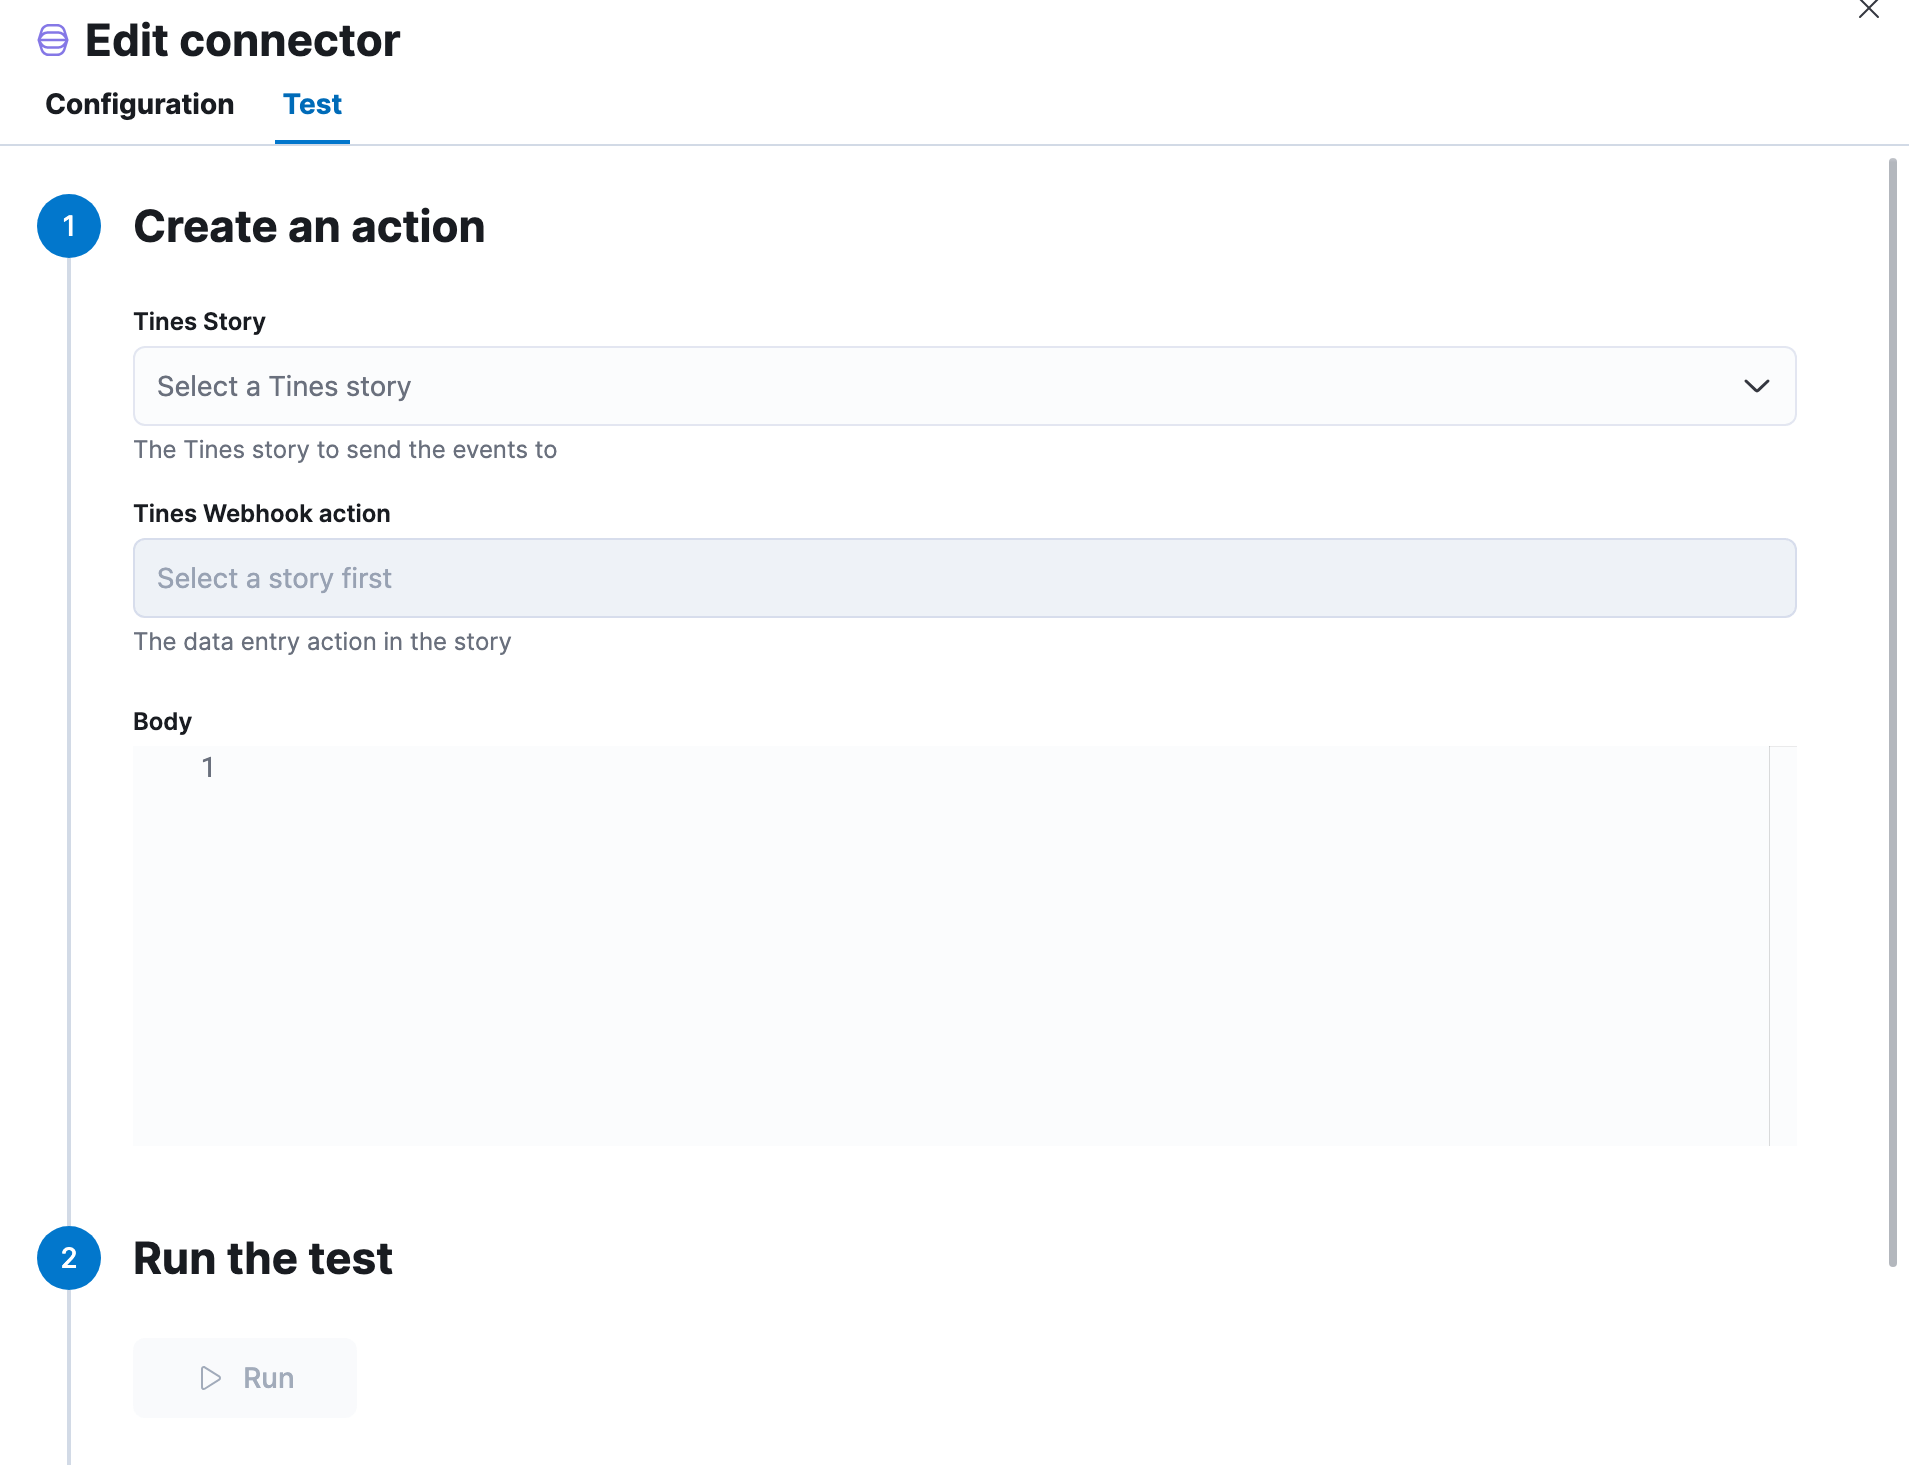 Edit connector
Configuration Test
1 Create an action
Tines Story
Select a Tines story
The Tines story to send the events to
Tines Webhook action
Select a story first
The data entry action in the story
Body
1
2 Run the test
Run